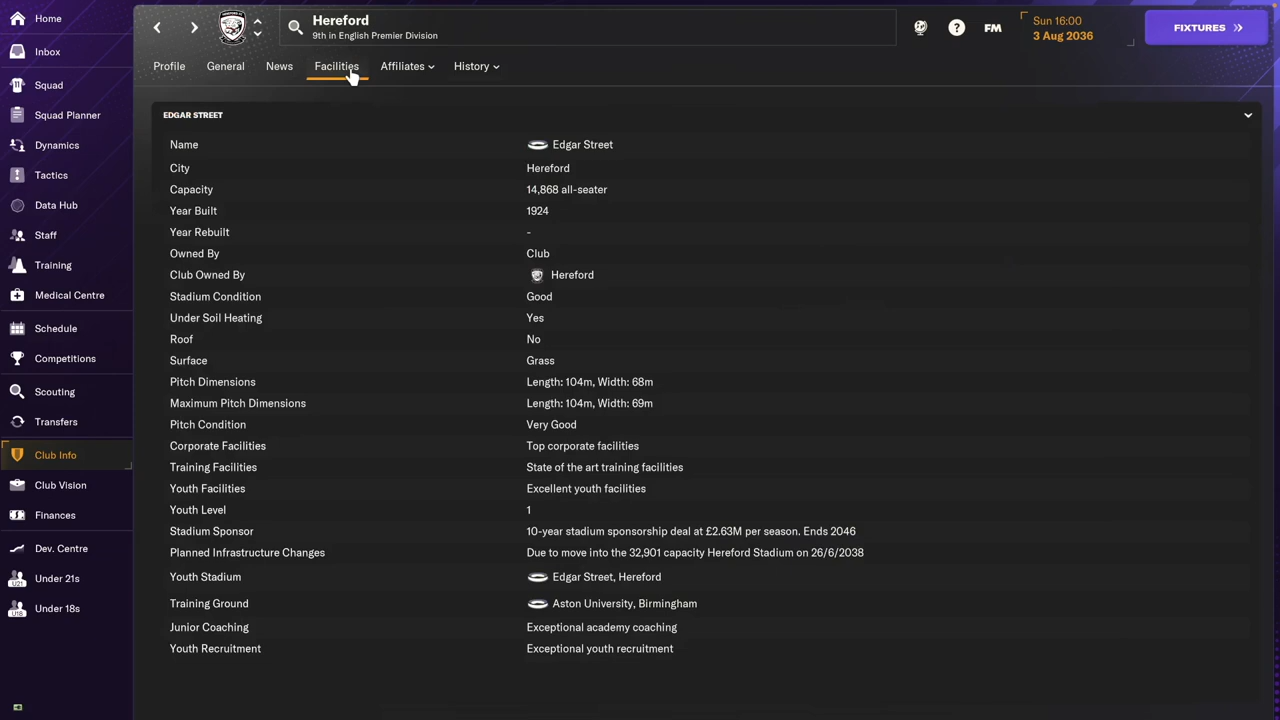 Home
Hereford
9th in English Premier Division
FM
Sun 16:00
3 Aug 2036
FIXTURES
Inbox
Squad
Squad Planner
Dynamics
Tactics
Data Hub
Staff
Training
Medical Centre
Schedule
Competitions
Scouting
Transfers
Club Info
Club Vision
Finances
Dev. Centre
Under 21s
Under 18s
Profile General News Facilities Affiliates History
EDGAR STREET
Name Edgar Street
City Hereford
Capacity 14,868 all-seater
Year Built 1924
Year Rebuilt -
Owned By Club
Club Owned By Hereford
Stadium Condition Good
Under Soil Heating Yes
Roof No
Surface Grass
Pitch Dimensions Length: 104m, Width: 68m
Maximum Pitch Dimensions Length: 104m, Width: 69m
Pitch Condition Very Good
Corporate Facilities Top corporate facilities
Training Facilities State of the art training facilities
Youth Facilities Excellent youth facilities
Youth Level 1
Stadium Sponsor 10-year stadium sponsorship deal at £2.63M per season. Ends 2046
Planned Infrastructure Changes Due to move into the 32,901 capacity Hereford Stadium on 26/6/2038
Youth Stadium Edgar Street, Hereford
Training Ground Aston University, Birmingham
Junior Coaching Exceptional academy coaching
Youth Recruitment Exceptional youth recruitment